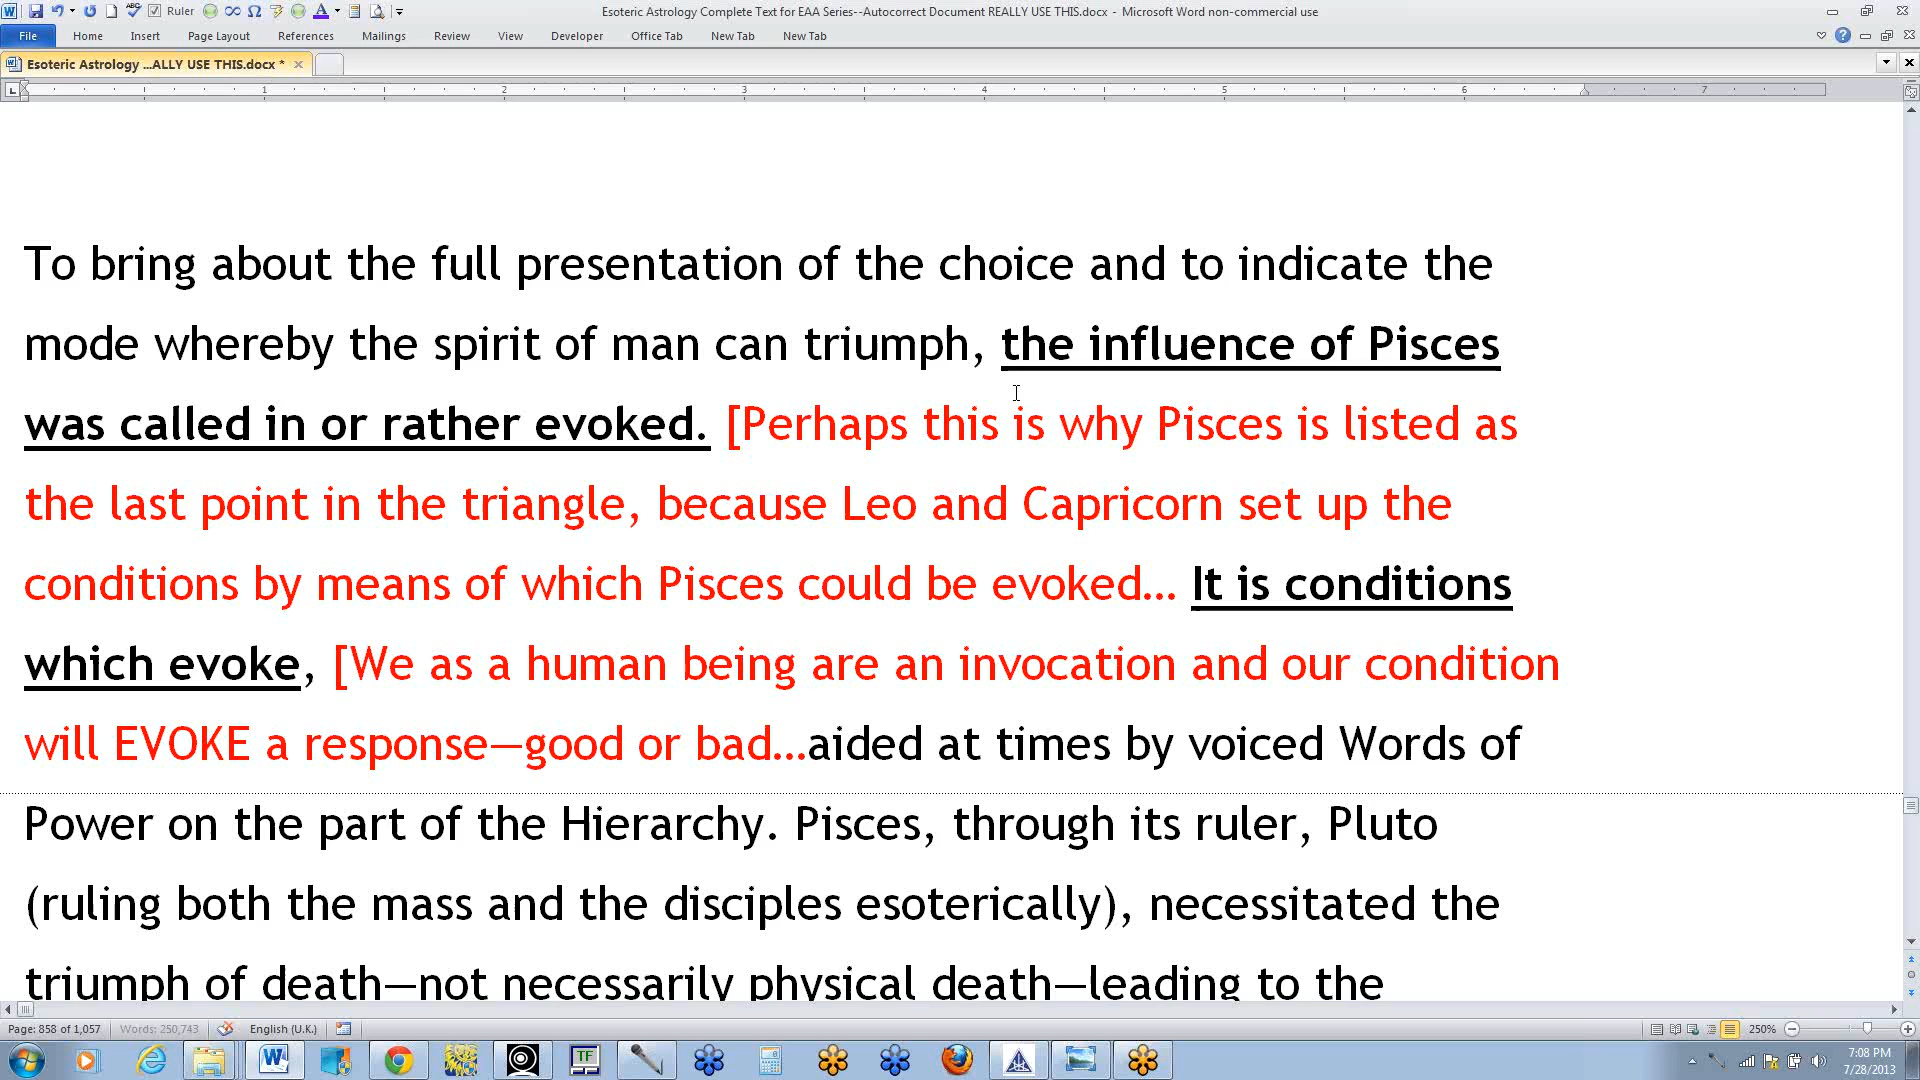 Ruler
Esoteric Astrology Complete Text for EAA Series--Autocorrect Document REALLY USE THIS.docx - Microsoft Word non-commercial use
File Home Insert Page Layout References Mailings Review View Developer Office Tab New Tab New Tab
Esoteric Astrology ...ALLY USE THIS.docx *
1 2 3 4 5 6 7
To bring about the full presentation of the choice and to indicate the
mode whereby the spirit of man can triumph, the influence of Pisces
was called in or rather evoked. [Perhaps this is why Pisces is listed as
the last point in the triangle, because Leo and Capricorn set up the
conditions by means of which Pisces could be evoked… It is conditions
which evoke, [We as a human being are an invocation and our condition
will EVOKE a response—good or bad…aided at times by voiced Words of
Power on the part of the Hierarchy. Pisces, through its ruler, Pluto
(ruling both the mass and the disciples esoterically), necessitated the
triumph of death—not necessarily physical death—leading to the
Page: 858 of 1,057 Words: 250,743 English (U.K.) 250%
TF
7:08 PM
7/28/2013